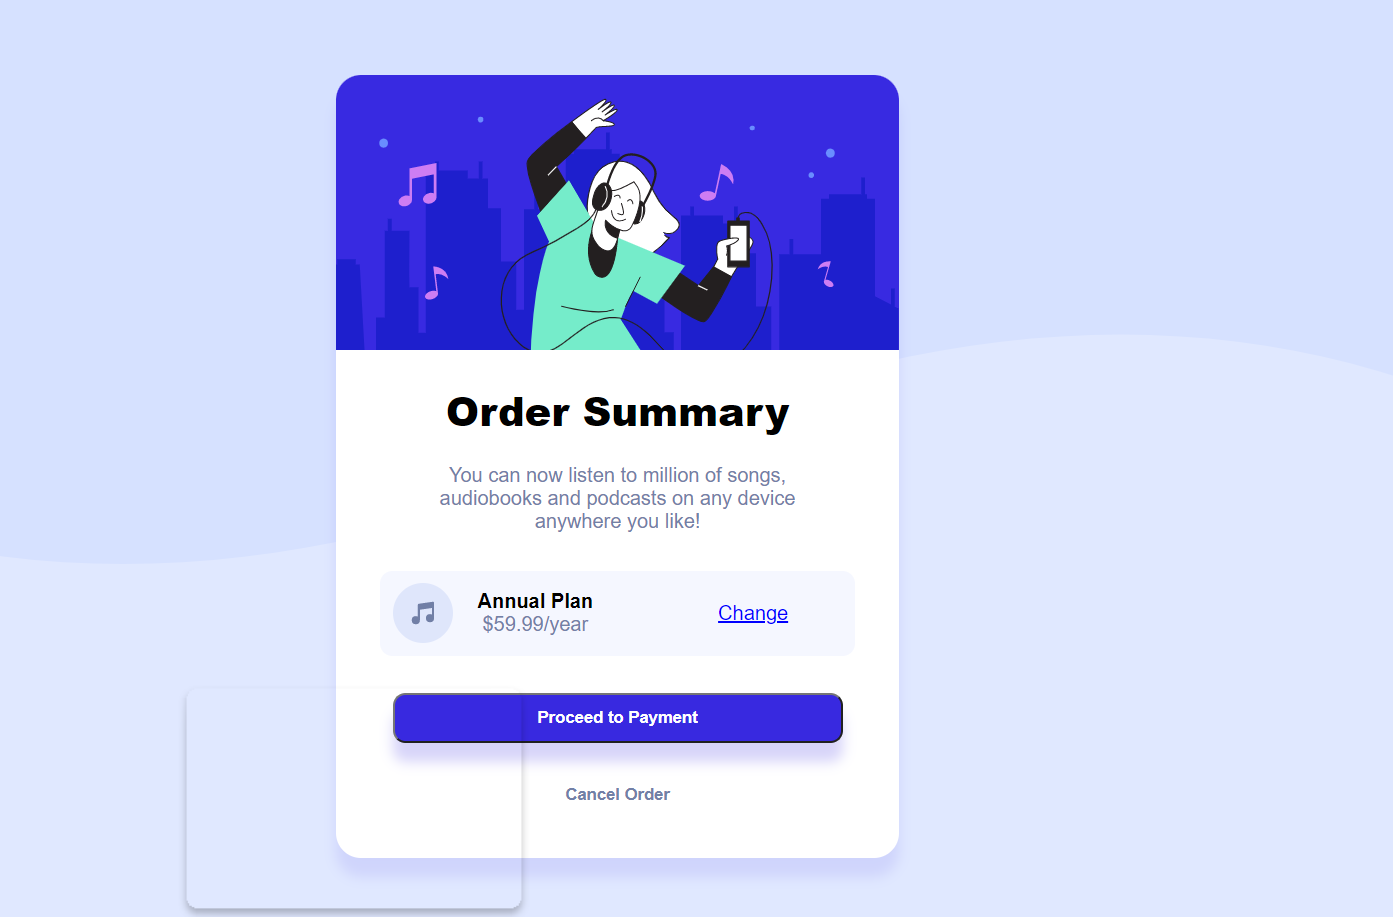 Order Summary
You can now listen to million of songs,
audiobooks and podcasts on any device
anywhere you like!
Annual Plan
$59.99/year
Change
Proceed to Payment
Cancel Order